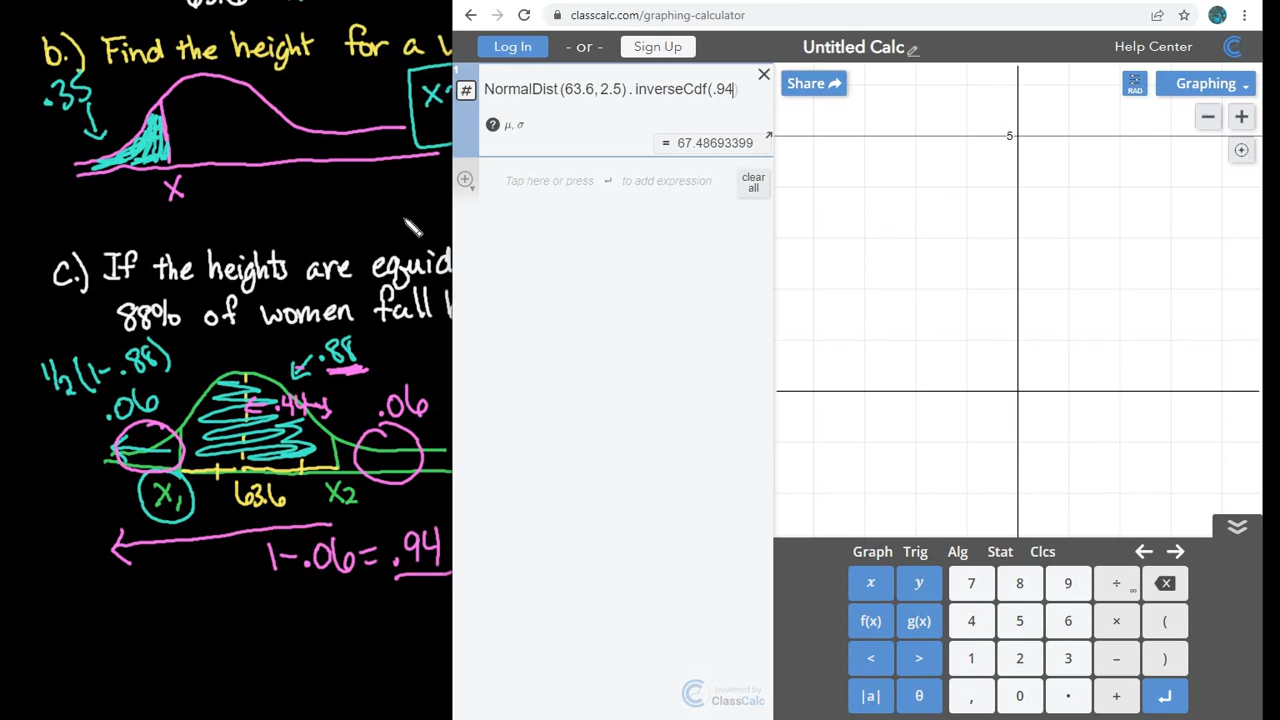 b.) Find the height for a
.35
X
X
c.) If the heights are
88% of women fall
1/2(1-.88)
.88
.06
.44
.06
X1
63.6
X2
1-.06= .94
classcalc.com/graphing-calculator
Log In
- or -
Sign Up
Untitled Calc
Help Center
1
#
NormalDist(63.6, 2.5) . inverseCdf(.94
? μ, σ
= 67.48693399
Tap here or press ↵ to add expression
clear
all
Share
RAD
Graphing
5
Graph Trig Alg Stat Clcs
x y 7 8 9 ÷
f(x) g(x) 4 5 6 × (
< > 1 2 3 − )
|a| θ , 0 . + ↵
powered by
ClassCalc